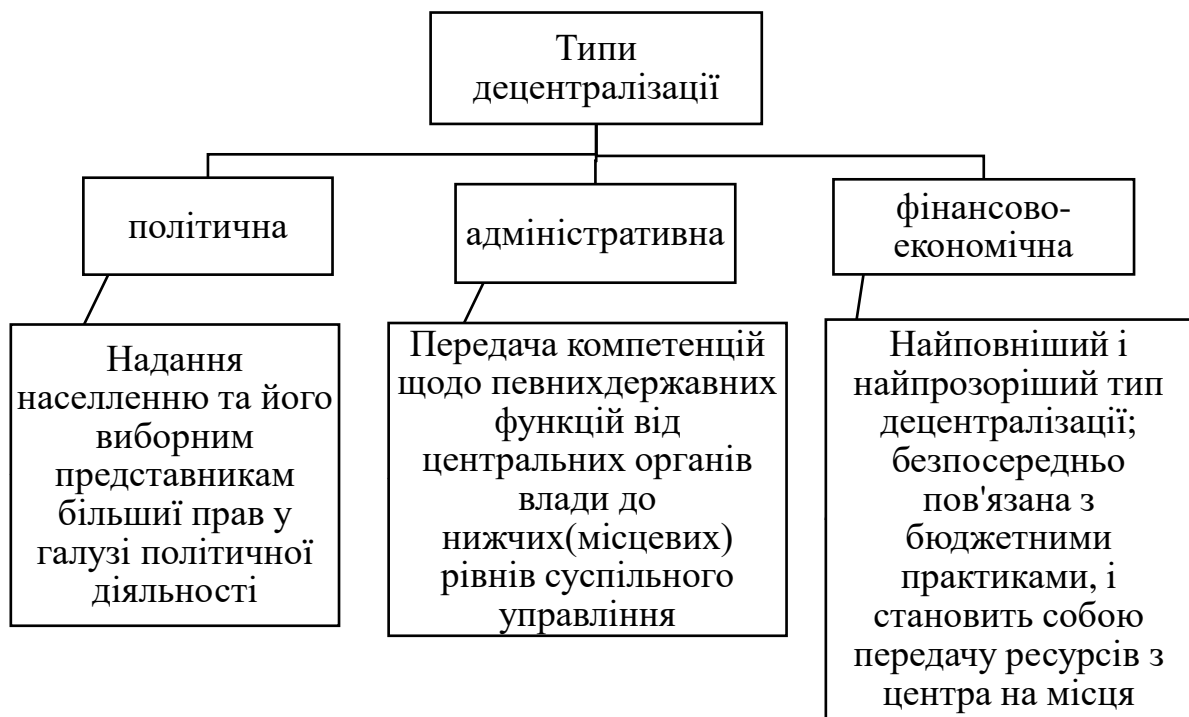 Типи
децентралізації
політична
адміністративна
фінансово-
економічна
Надання
населленню та його
виборним
представникам
більшиї прав у
галузі політичної
діяльності
Передача компетенцій
щодо певнихдержавних
функцій від
центральних органів
влади до
нижчих(місцевих)
рівнів суспільного
управління
Найповніший і
найпрозоріший тип
децентралізації;
безпосередньо
пов'язана з
бюджетними
практиками, і
становить собою
передачу ресурсів з
центра на місця